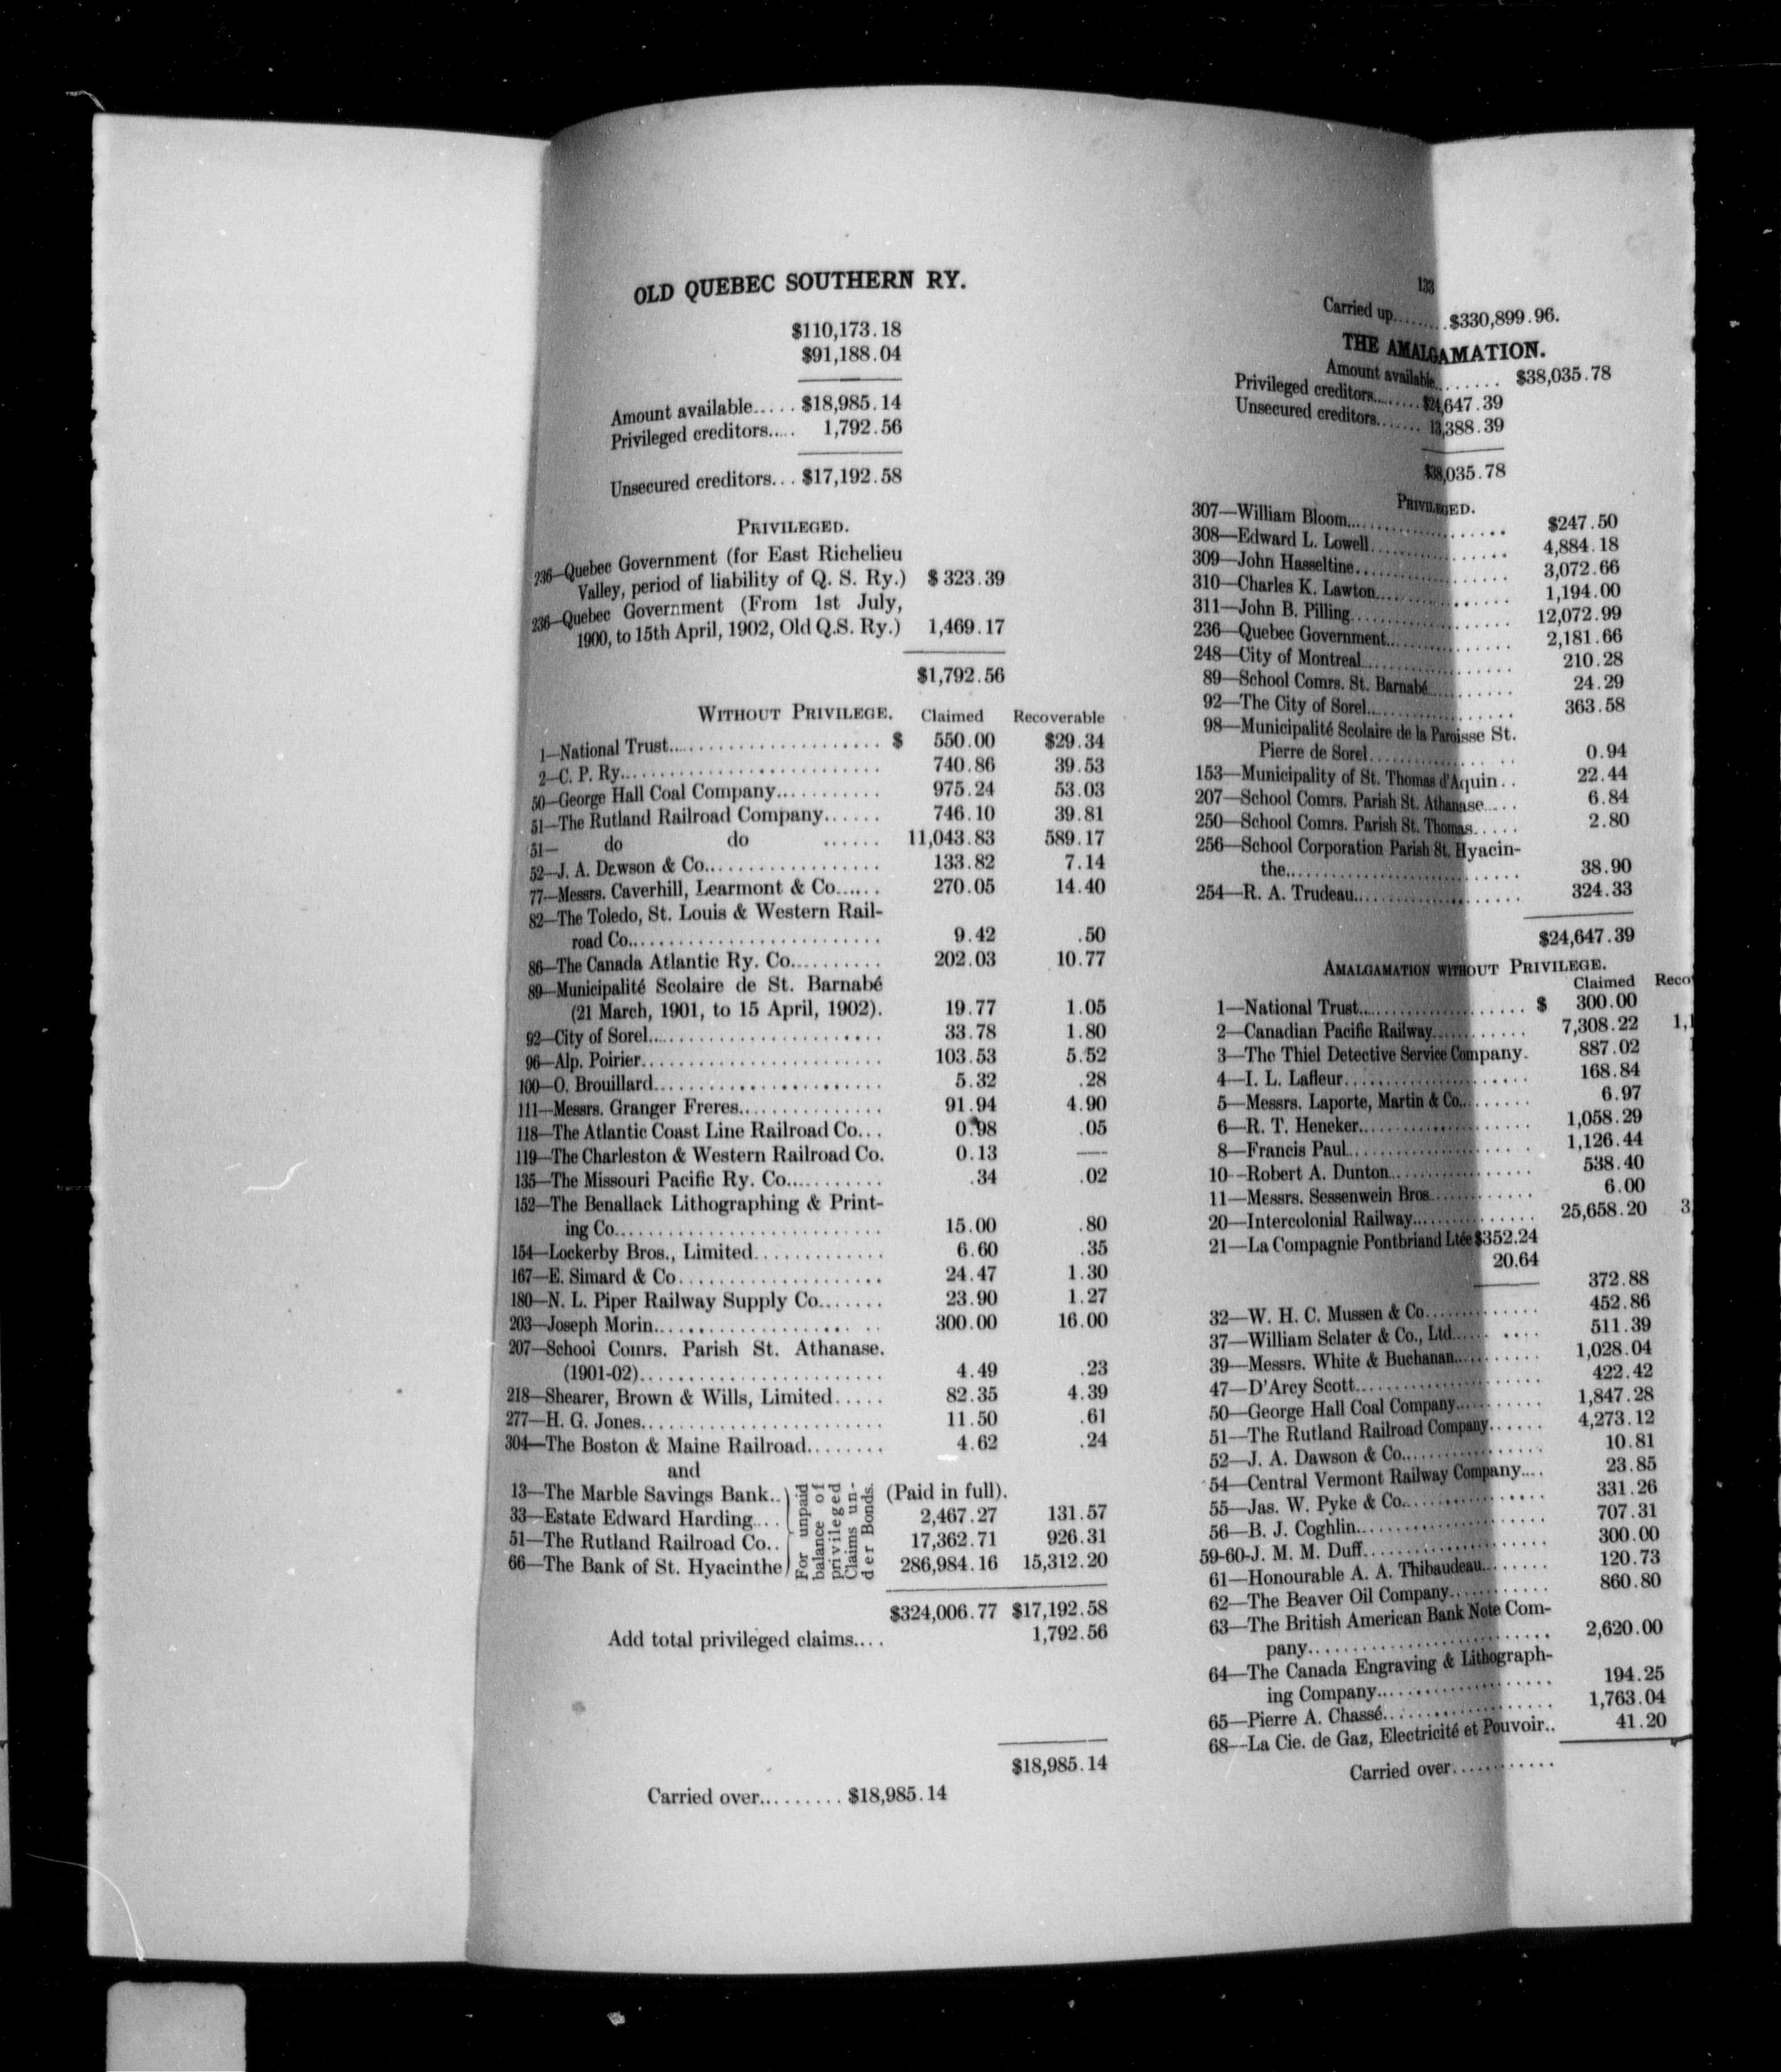 OLD QUEBEC SOUTHERN RY.
$110,173.18
$91,188.04
Amount available..... $18,985.14
Privileged creditors..... 1,792.56
Unsecured creditors... $17,192.58
PRIVILEGED.
236—Quebec Government (for East Richelieu
Valley, period of liability of Q. S. Ry.) $ 323.39
236—Quebec Government (From 1st July,
1900, to 15th April, 1902, Old Q.S. Ry.) 1,469.17
$1,792.56
WITHOUT PRIVILEGE. Claimed Recoverable
1—National Trust.................... $ 550.00 $29.34
2—C. P. Ry........................... 740.86 39.53
50—George Hall Coal Company........... 975.24 53.03
51—The Rutland Railroad Company...... 746.10 39.81
51— do do ...... 11,043.83 589.17
52—J. A. Dawson & Co................. 133.82 7.14
77—Messrs. Caverhill, Learmont & Co...... 270.05 14.40
82—The Toledo, St. Louis & Western Rail-
road Co.......................... 9.42 .50
86—The Canada Atlantic Ry. Co.......... 202.03 10.77
89—Municipalité Scolaire de St. Barnabé
(21 March, 1901, to 15 April, 1902). 19.77 1.05
92—City of Sorel....................... 33.78 1.80
96—Alp. Poirier........................ 103.53 5.52
100—O. Brouillard....................... 5.32 .28
111—Messrs. Granger Freres............... 91.94 4.90
118—The Atlantic Coast Line Railroad Co... 0.98 .05
119—The Charleston & Western Railroad Co. 0.13 —
135—The Missouri Pacific Ry. Co.......... .34 .02
152—The Benallack Lithographing & Print-
ing Co........................... 15.00 .80
154—Lockerby Bros., Limited............. 6.60 .35
167—E. Simard & Co.................... 24.47 1.30
180—N. L. Piper Railway Supply Co....... 23.90 1.27
203—Joseph Morin...................... 300.00 16.00
207—School Comrs. Parish St. Athanase.
(1901-02)......................... 4.49 .23
218—Shearer, Brown & Wills, Limited..... 82.35 4.39
277—H. G. Jones........................ 11.50 .61
304—The Boston & Maine Railroad........ 4.62 .24
and
13—The Marble Savings Bank.. (Paid in full).
33—Estate Edward Harding.... 2,467.27 131.57
51—The Rutland Railroad Co.. 17,362.71 926.31
66—The Bank of St. Hyacinthe 286,984.16 15,312.20
For unpaid
balance of
privileged
Claims un-
der Bonds.
$324,006.77 $17,192.58
Add total privileged claims.... 1,792.56
$18,985.14
Carried over......... $18,985.14
133
Carried up........ $330,899.96.
THE AMALGAMATION.
Amount available........ $38,035.78
Privileged creditors........ $24,647.39
Unsecured creditors....... 13,388.39
$38,035.78
PRIVILEGED.
307—William Bloom................... $247.50
308—Edward L. Lowell................. 4,884.18
309—John Hasseltine................... 3,072.66
310—Charles K. Lawton................ 1,194.00
311—John B. Pilling.................... 12,072.99
236—Quebec Government............... 2,181.66
248—City of Montreal................... 210.28
89—School Comrs. St. Barnabé.......... 24.29
92—The City of Sorel.................. 363.58
98—Municipalité Scolaire de la Paroisse St.
Pierre de Sorel.................. 0.94
153—Municipality of St. Thomas d'Aquin.. 22.44
207—School Comrs. Parish St. Athanase..... 6.84
250—School Comrs. Parish St. Thomas..... 2.80
256—School Corporation Parish St. Hyacin-
the............................. 38.90
254—R. A. Trudeau.................... 324.33
$24,647.39
AMALGAMATION WITHOUT PRIVILEGE.
Claimed Reco
1—National Trust.................... $ 300.00
2—Canadian Pacific Railway........... 7,308.22 1,1
3—The Thiel Detective Service Company. 887.02
4—I. L. Lafleur...................... 168.84
5—Messrs. Laporte, Martin & Co........ 6.97
6—R. T. Heneker.................... 1,058.29
8—Francis Paul...................... 1,126.44
10--Robert A. Dunton................. 538.40
11—Messrs. Sessenwein Bros............ 6.00
20—Intercolonial Railway.............. 25,658.20 3
21—La Compagnie Pontbriand Ltée $352.24
20.64
372.88
32—W. H. C. Mussen & Co............. 452.86
37—William Sclater & Co., Ltd..... .... 511.39
39—Messrs. White & Buchanan.......... 1,028.04
47—D'Arcy Scott..................... 422.42
50—George Hall Coal Company.......... 1,847.28
51—The Rutland Railroad Company...... 4,273.12
52—J. A. Dawson & Co................ 10.81
54—Central Vermont Railway Company.... 23.85
55—Jas. W. Pyke & Co................ 331.26
56—B. J. Coghlin..................... 707.31
59-60-J. M. M. Duff.................... 300.00
61—Honourable A. A. Thibaudeau........ 120.73
62—The Beaver Oil Company........... 860.80
63—The British American Bank Note Com-
pany.......................... 2,620.00
64—The Canada Engraving & Lithograph-
ing Company.................... 194.25
65—Pierre A. Chassé.................. 1,763.04
68--La Cie. de Gaz, Electricité et Pouvoir.. 41.20
Carried over............